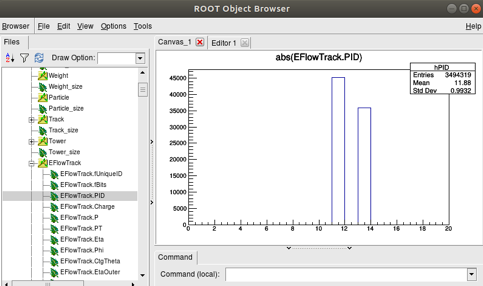 ROOT Object Browser
Browser File Edit View Options Tools Help
Files
Canvas_1 Editor 1
Draw Option:
Weight
Weight_size
Particle
Particle_size
Track
Track_size
Tower
Tower_size
EFlowTrack
EFlowTrack.fUniqueID
EFlowTrack.fBits
EFlowTrack.PID
EFlowTrack.Charge
EFlowTrack.P
EFlowTrack.PT
EFlowTrack.Eta
EFlowTrack.Phi
EFlowTrack.CtgTheta
EFlowTrack.EtaOuter
abs(EFlowTrack.PID)
hPID
Entries 3494319
Mean 11.88
Std Dev 0.9932
45000
40000
35000
30000
25000
20000
15000
10000
5000
0
0 2 4 6 8 10 12 14 16 18 20
Command
Command (local):